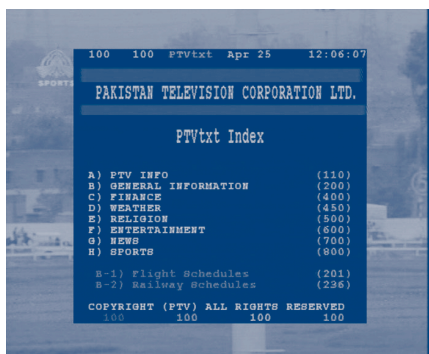 100 100 PTVtxt Apr 25 12:06:07
SPORTS
PAKISTAN TELEVISION CORPORATION LTD.
PTVtxt Index
A) PTV INFO (110)
B) GENERAL INFORMATION (200)
C) FINANCE (400)
D) WEATHER (450)
E) RELIGION (500)
F) ENTERTAINMENT (600)
G) NEWS (700)
H) SPORTS (800)
B-1) Flight Schedules (201)
B-2) Railway Schedules (236)
COPYRIGHT (PTV) ALL RIGHTS RESERVED
100 100 100 100